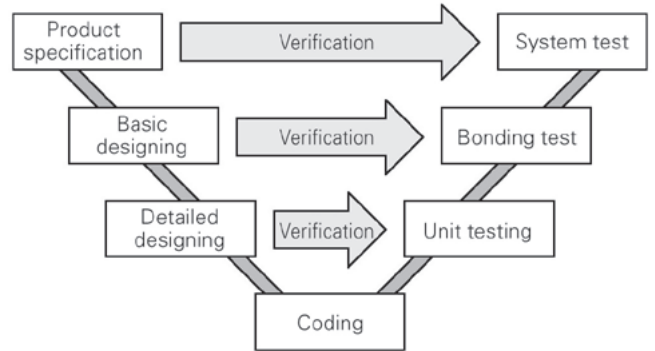 Product
specification
Verification
System test
Basic
designing
Verification
Bonding test
Detailed
designing
Verification
Unit testing
Coding